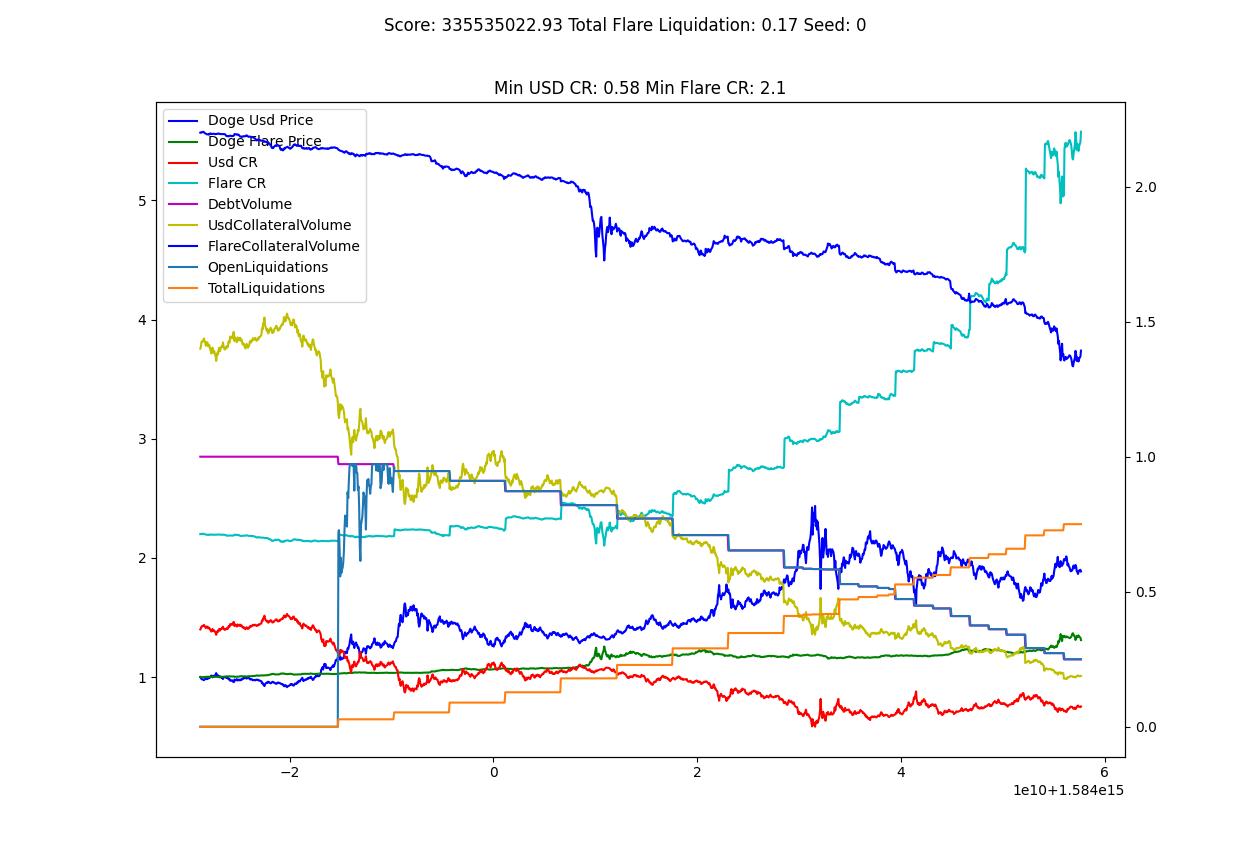 Score: 335535022.93 Total Flare Liquidation: 0.17 Seed: 0
Min USD CR: 0.58 Min Flare CR: 2.1
Doge Usd Price
Doge Flare Price
Usd CR
Flare CR
DebtVolume
UsdCollateralVolume
FlareCollateralVolume
OpenLiquidations
TotalLiquidations
5
4
3
2
1
2.0
1.5
1.0
0.5
0.0
−2
0
2
4
6
1e10+1.584e15